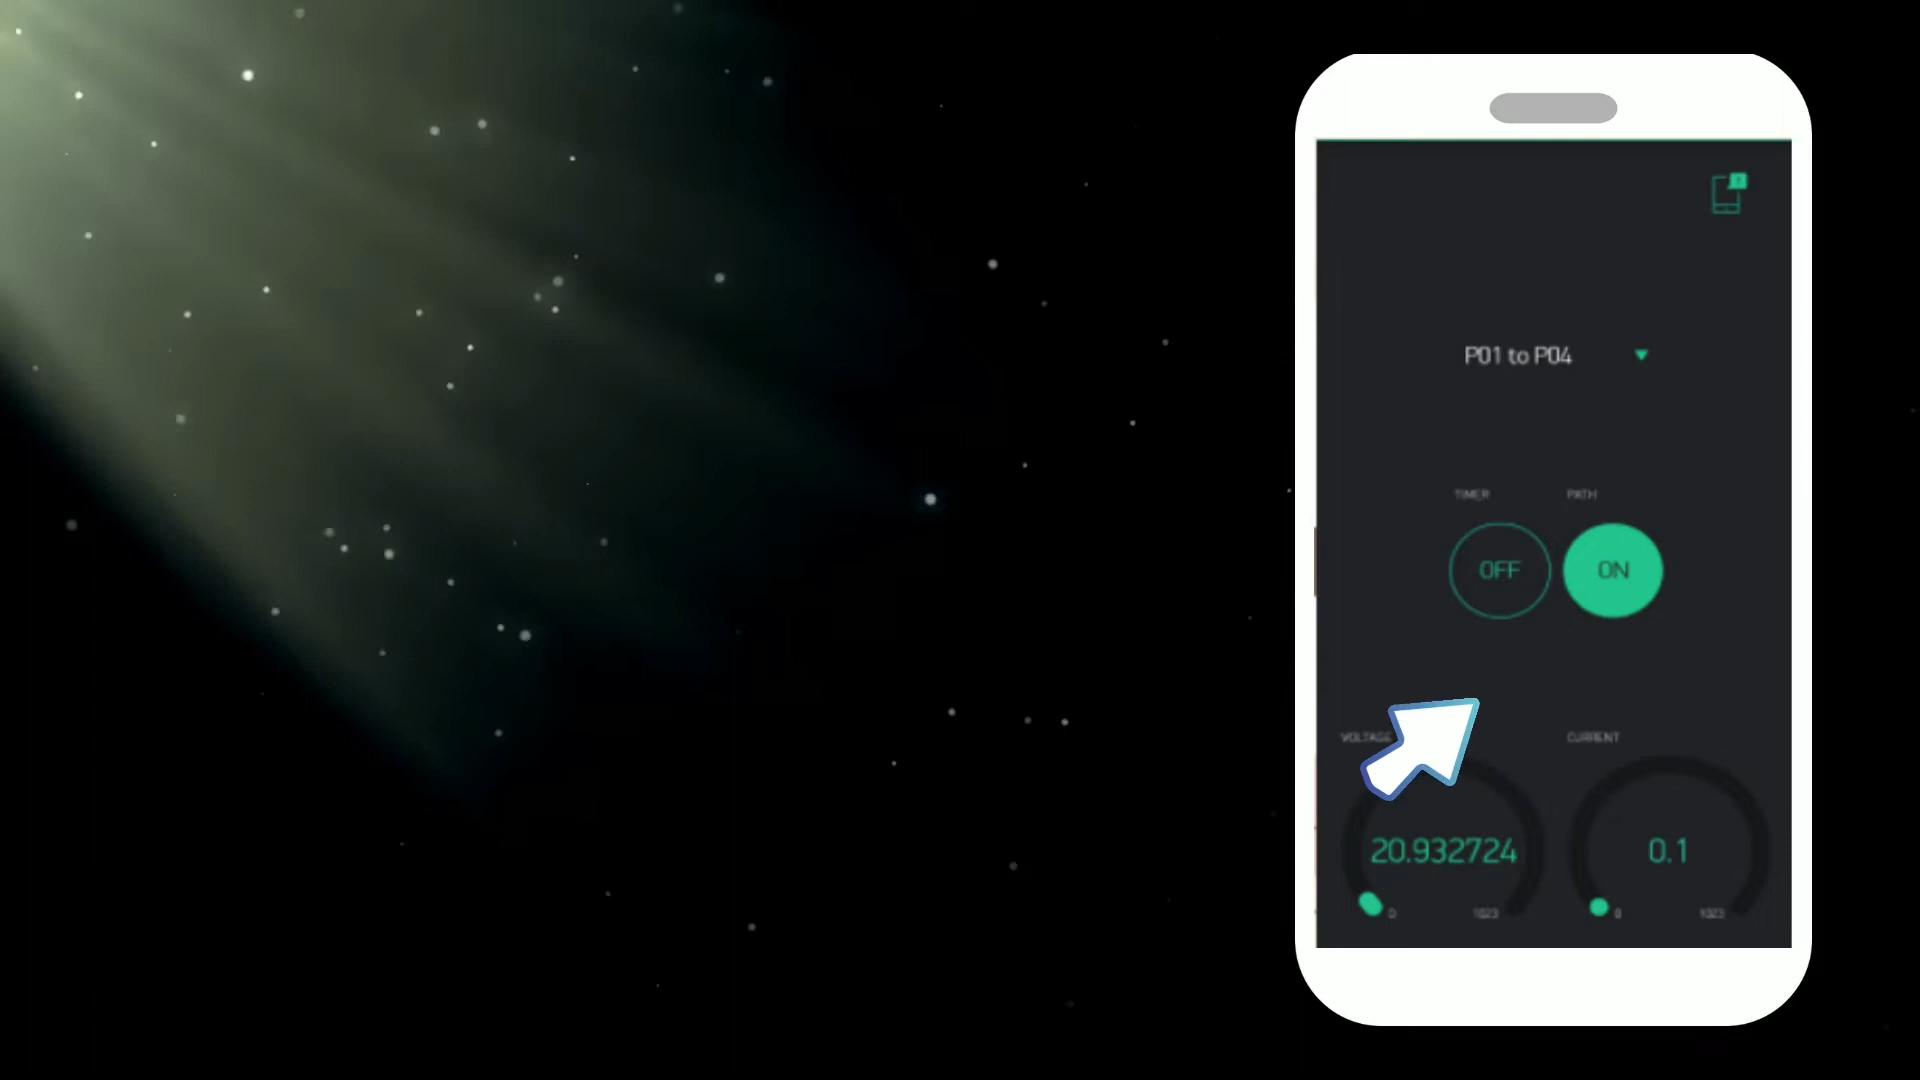 P01 to P04
TIMER PATH
OFF ON
VOLTAGE CURRENT
20.932724 0.1
0 1023 0 1023